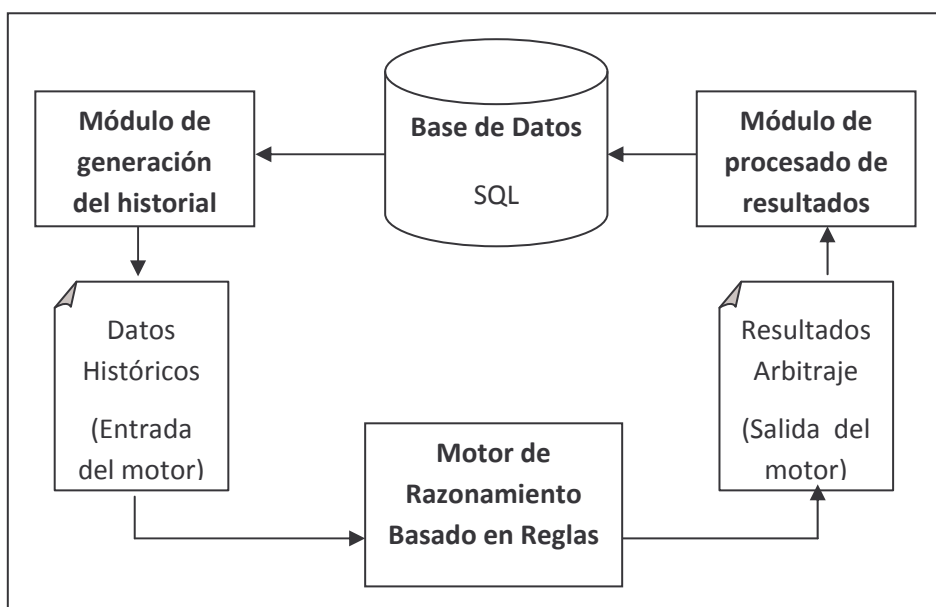 Módulo de
generación
del historial
Base de Datos
SQL
Módulo de
procesado de
resultados
Datos
Históricos
(Entrada
del motor)
Motor de
Razonamiento
Basado en Reglas
Resultados
Arbitraje
(Salida del
motor)